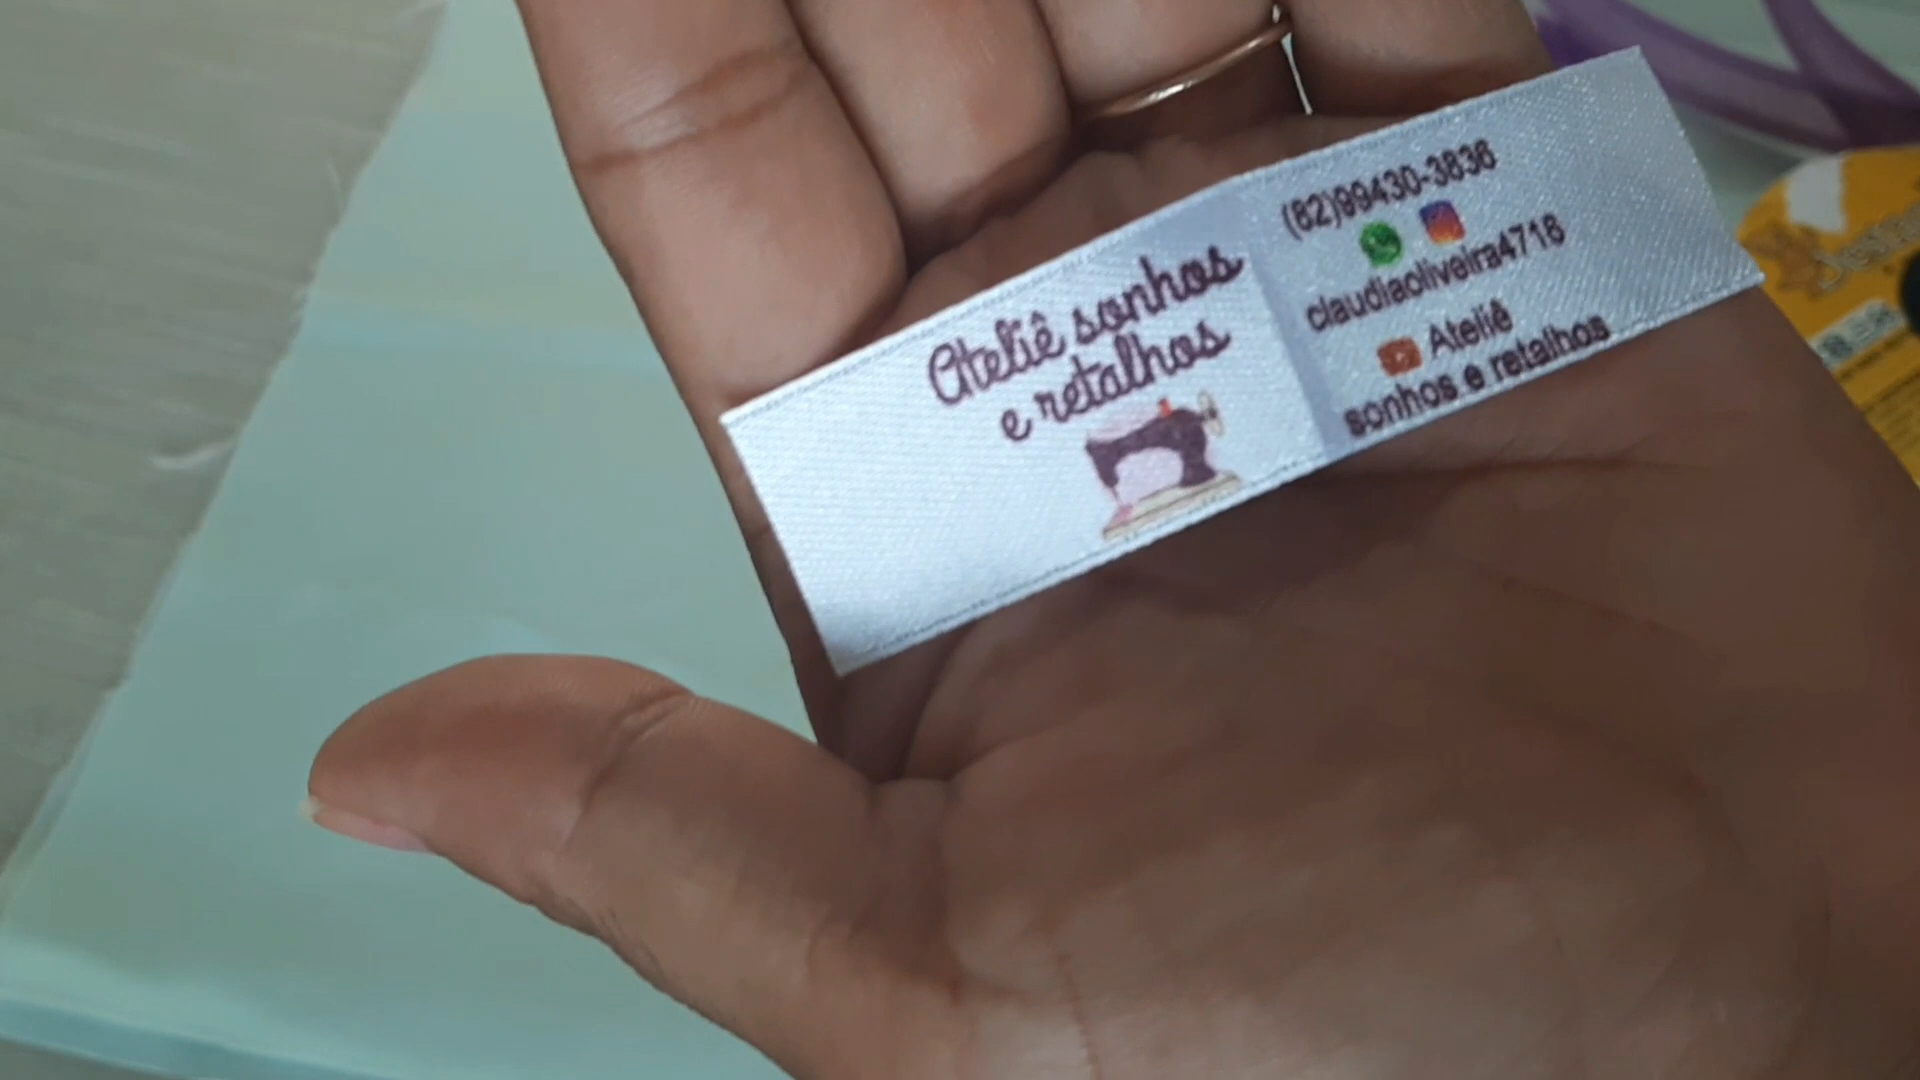 Ateliê sonhos
e retalhos
(82)99430-3836
claudiaoliveira4718
Ateliê
sonhos e retalhos